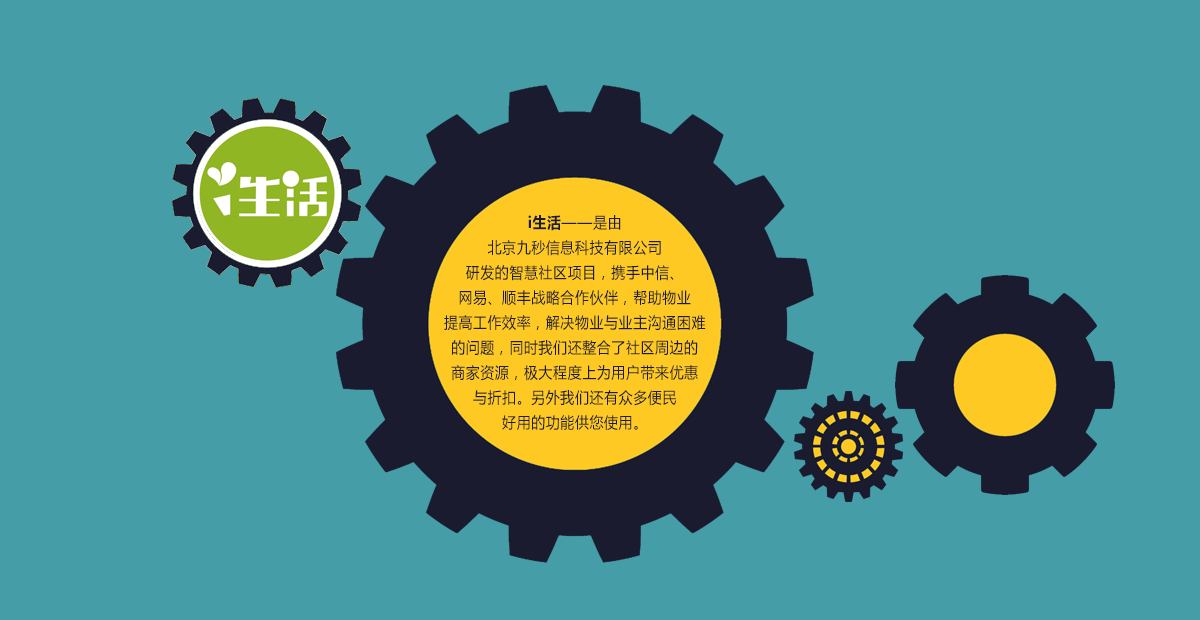 i生活
i生活——是由
北京九秒信息科技有限公司
研发的智慧社区项目，携手中信、
网易、顺丰战略合作伙伴，帮助物业
提高工作效率，解决物业与业主沟通困难
的问题，同时我们还整合了社区周边的
商家资源，极大程度上为用户带来优惠
与折扣。另外我们还有众多便民
好用的功能供您使用。